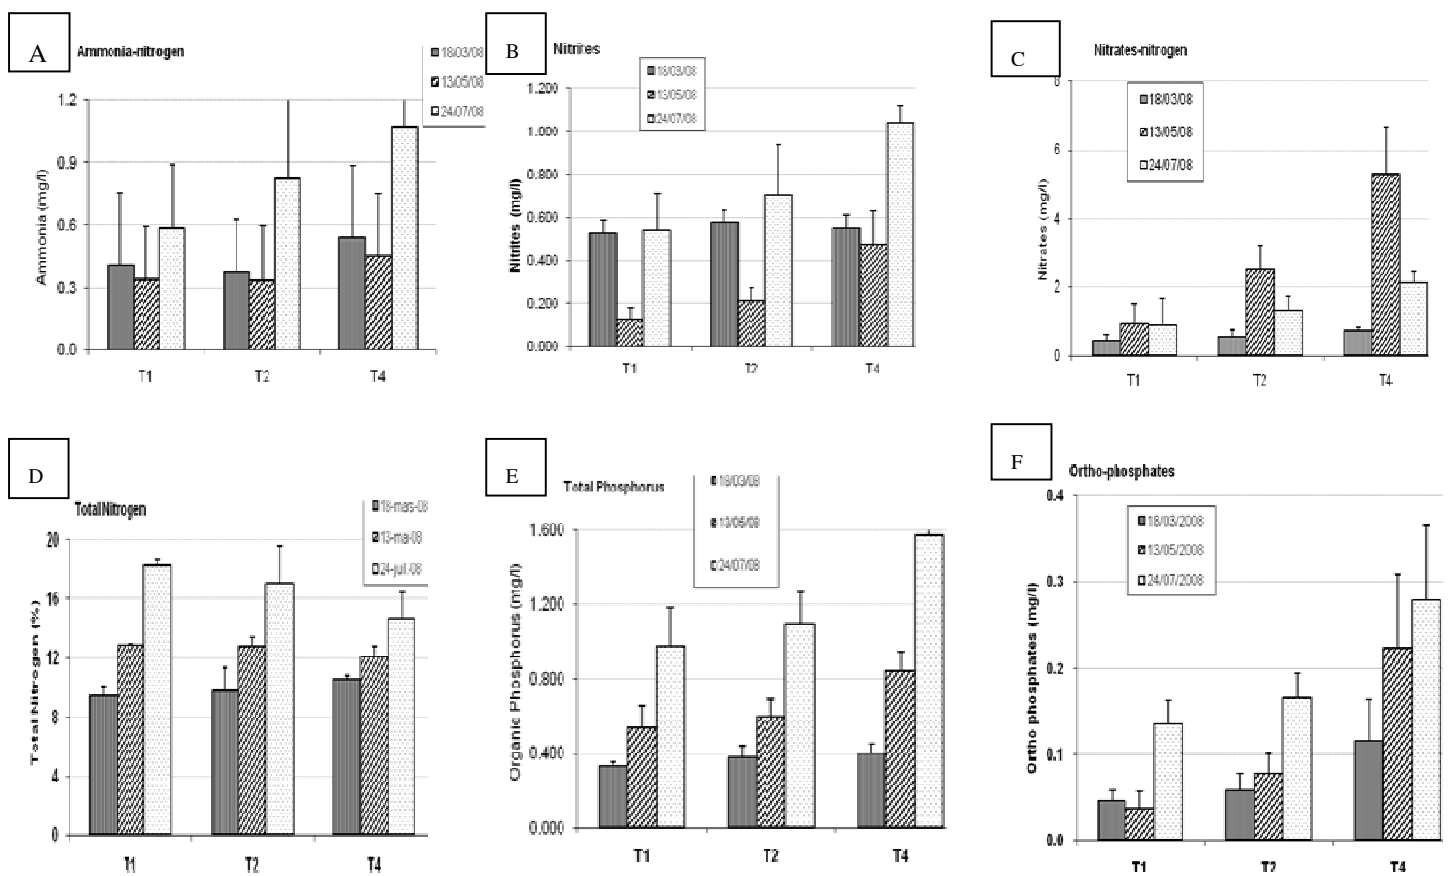 A
Ammonia-nitrogen
18/03/08
13/05/08
24/07/08
1.2
0.9
0.6
0.3
0.0
Ammonia (mg/l)
T1 T2 T4
B
Nitrites
18/03/08
13/05/08
24/07/08
1.200
1.000
0.800
0.600
0.400
0.200
0.000
Nitrites (mg/l)
T1 T2 T4
C
Nitrates-nitrogen
18/03/08
13/05/08
24/07/08
8
6
4
2
0
Nitrates (mg/l)
T1 T2 T4
D
Total Nitrogen
18-mars-08
13-mai-08
24-juil-08
20
16
12
8
4
0
Total Nitrogen (%)
T1 T2 T4
E
Total Phosphorus
18/03/08
13/05/08
24/07/08
1.600
1.200
0.800
0.400
0.000
Organic Phosphorus (mg/l)
T1 T2 T4
F
Ortho-phosphates
18/03/2008
13/05/2008
24/07/2008
0.4
0.3
0.2
0.1
0.0
Ortho phosphates (mg/l)
T1 T2 T4